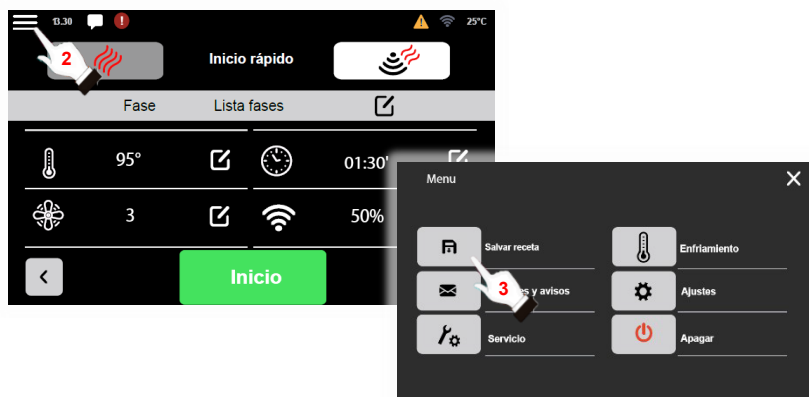 13.30 25°C
2
Inicio rápido
Fase Lista fases
95° 01:30'
3 50%
Inicio
Menu
Salvar receta Enfriamiento
3 y avisos Ajustes
Servicio Apagar